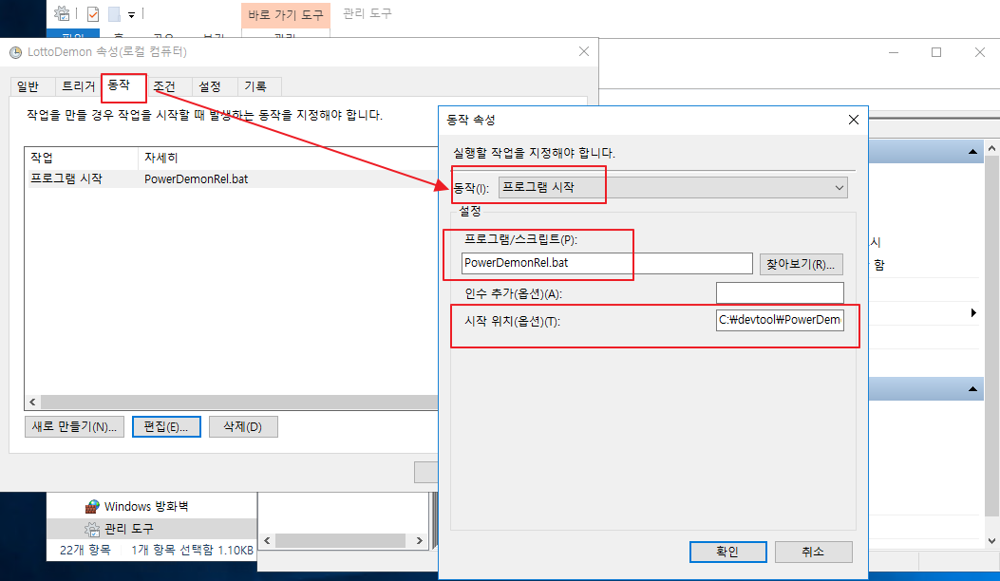 바로 가기 도구
관리 도구
LottoDemon 속성(로컬 컴퓨터)
일반
트리거
동작
조건
설정
기록
작업을 만들 경우 작업을 시작할 때 발생하는 동작을 지정해야 합니다.
작업
자세히
프로그램 시작
PowerDemonRel.bat
새로 만들기(N)...
편집(E)...
삭제(D)
동작 속성
실행할 작업을 지정해야 합니다.
동작(I):
프로그램 시작
설정
프로그램/스크립트(P):
PowerDemonRel.bat
찾아보기(R)...
인수 추가(옵션)(A):
시작 위치(옵션)(T):
C:₩devtool₩PowerDem
확인
취소
시
함
Windows 방화벽
관리 도구
22개 항목
1개 항목 선택함 1.10KB